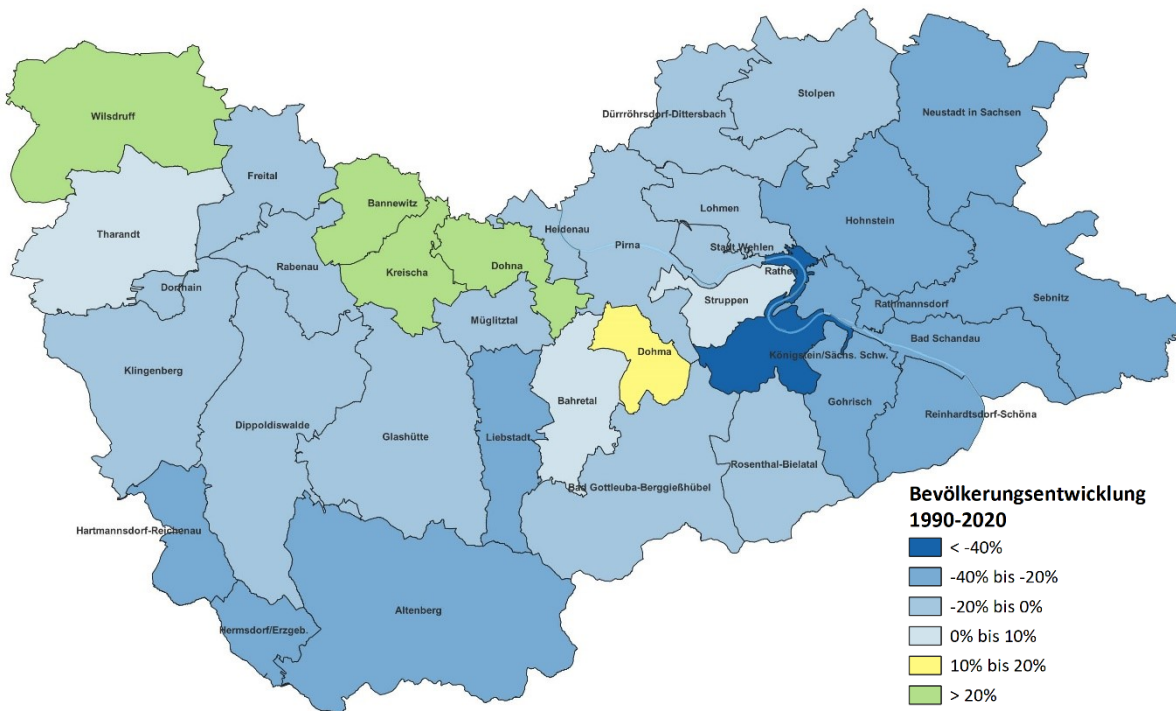 Stolpen
Dürrröhrsdorf-Dittersbach
Neustadt in Sachsen
Wilsdruff
Freital
Bannewitz
Lohmen
Hohnstein
Tharandt
Heidenau
Pirna
Stadt Wehlen
Rabenau
Kreischa
Dohna
Rathen
Dorfhain
Struppen
Rathmannsdorf
Sebnitz
Müglitztal
Bad Schandau
Dohma
Königstein/Sächs. Schw.
Klingenberg
Bahretal
Gohrisch
Reinhardtsdorf-Schöna
Dippoldiswalde
Glashütte
Liebstadt
Rosenthal-Bielatal
Bad Gottleuba-Berggießhübel
Hartmannsdorf-Reichenau
Altenberg
Hermsdorf/Erzgeb.
Bevölkerungsentwicklung
1990-2020
< -40%
-40% bis -20%
-20% bis 0%
0% bis 10%
10% bis 20%
> 20%